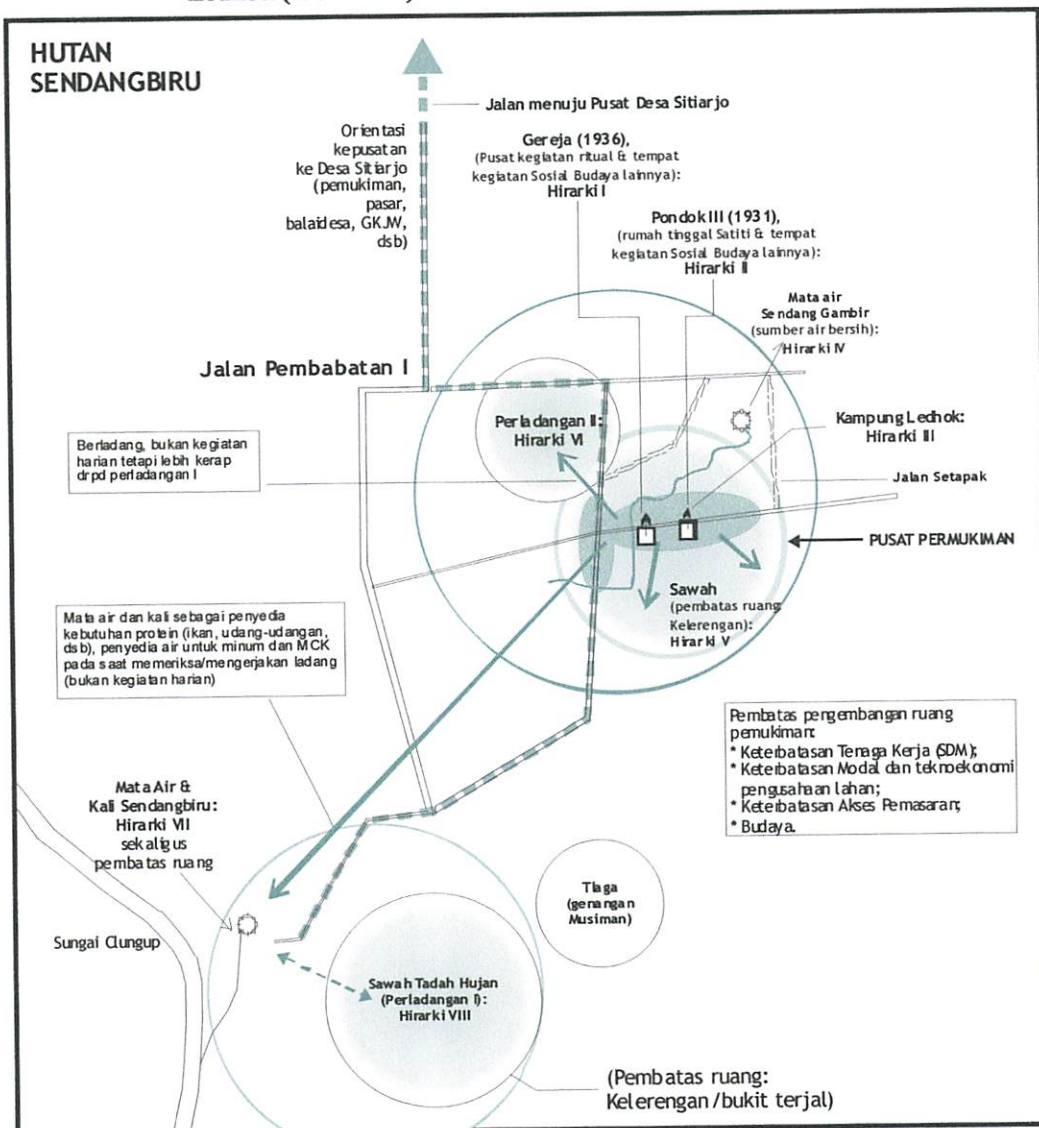 HUTAN
SENDANGBIRU
Jalan menuju Pusat Desa Sitiarjo
Orientasi
kepusatan
ke Desa Sitiarjo
(pemukiman,
pasar,
balaidesa, GKJW,
dsb)
Gereja (1936),
(Pusat kegiatan ritual & tempat
kegiatan Sosial Budaya lainnya):
Hirarki I
Pondok III (1931),
(rumah tinggal Satiti & tempat
kegiatan Sosial Budaya lainnya):
Hirarki II
Mata air
Sendang Gambir
(sumber air bersih):
Hirarki IV
Jalan Pembabatan I
Perladangan II:
Hirarki VI
Kampung Ledhok:
Hirarki III
Berladang, bukan kegiatan
harian tetapi lebih kerap
drpd perladangan I
Jalan Setapak
PUSAT PERMUKIMAN
Sawah
(pembatas ruang:
Kelerengan):
Hirarki V
Mata air dan kali sebagai penyedia
kebutuhan protein (ikan, udang-udangan,
dsb), penyedia air untuk minum dan MCK
pada saat memeriksa/mengerjakan ladang
(bukan kegiatan harian)
Pembatas pengembangan ruang
pemukiman:
* Keterbatasan Tenaga Kerja (SDM);
* Keterbatasan Modal dan teknoekonomi
pengusahaan lahan;
* Keterbatasan Akses Pemasaran;
* Budaya.
Mata Air &
Kali Sendangbiru:
Hirarki VII
sekaligus
pembatas ruang
Tlaga
(genangan
Musiman)
Sungai Clungup
Sawah Tadah Hujan
(Perladangan I):
Hirarki VIII
(Pembatas ruang:
Kelerengan/bukit terjal)